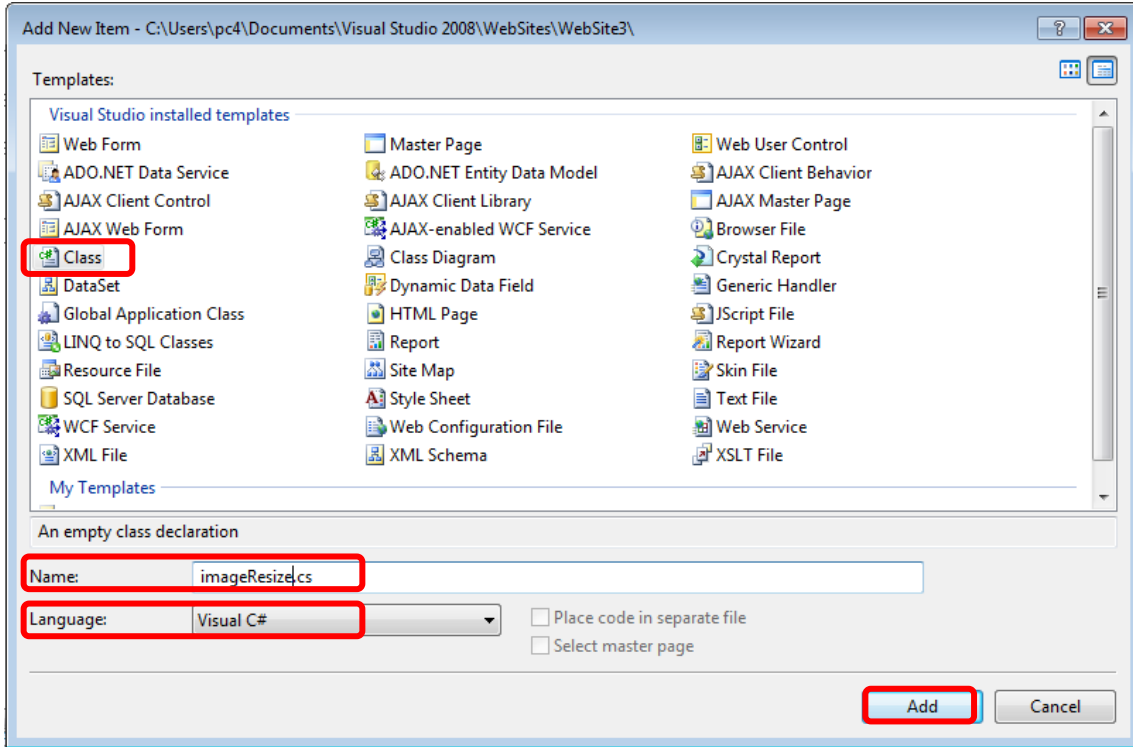 Add New Item - C:\Users\pc4\Documents\Visual Studio 2008\WebSites\WebSite3\
Templates:
Visual Studio installed templates
Web Form Master Page Web User Control
ADO.NET Data Service ADO.NET Entity Data Model AJAX Client Behavior
AJAX Client Control AJAX Client Library AJAX Master Page
AJAX Web Form AJAX-enabled WCF Service Browser File
Class Class Diagram Crystal Report
DataSet Dynamic Data Field Generic Handler
Global Application Class HTML Page JScript File
LINQ to SQL Classes Report Report Wizard
Resource File Site Map Skin File
SQL Server Database Style Sheet Text File
WCF Service Web Configuration File Web Service
XML File XML Schema XSLT File
My Templates
An empty class declaration
Name: imageResize.cs
Language: Visual C# Place code in separate file
Select master page
Add Cancel